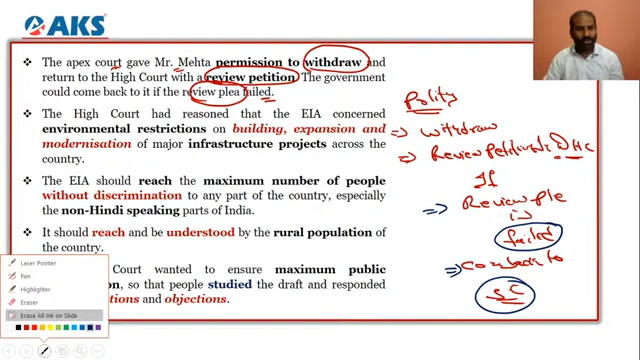 AKS
The apex court gave Mr. Mehta permission to withdraw and
return to the High Court with a review petition. The government
could come back to it if the review plea failed.
The High Court had reasoned that the EIA concerned
environmental restrictions on building, expansion and
modernisation of major infrastructure projects across the
country.
The EIA should reach the maximum number of people
without discrimination to any part of the country, especially
the non-Hindi speaking parts of India.
It should reach and be understood by the rural population of
the country.
Court wanted to ensure maximum public
so that people studied the draft and responded
and objections.
Laser Pointer
Pen
Highlighter
Eraser
Erase All Ink on Slide
Polity
⇒ withdraw
⇒ Review Petition DHC
If
⇒ Review ple
is
failed
⇒ Com back to
SC